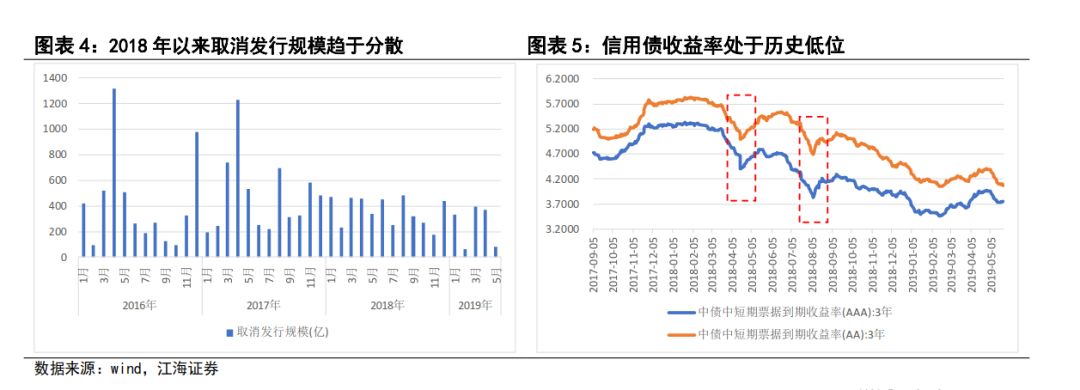 图表 4：2018 年以来取消发行规模趋于分散
1400
1200
1000
800
600
400
200
0
1月 3月 5月 7月 9月 11月 1月 3月 5月 7月 9月 11月 1月 3月 5月 7月 9月 11月 1月 3月 5月
2016年 2017年 2018年 2019年
取消发行规模(亿)
图表 5：信用债收益率处于历史低位
6.2000
5.7000
5.2000
4.7000
4.2000
3.7000
3.2000
2017-09-05 2017-10-05 2017-11-05 2017-12-05 2018-01-05 2018-02-05 2018-03-05 2018-04-05 2018-05-05 2018-06-05 2018-07-05 2018-08-05 2018-09-05 2018-10-05 2018-11-05 2018-12-05 2019-01-05 2019-02-05 2019-03-05 2019-04-05 2019-05-05
中债中短期票据到期收益率(AAA):3年
中债中短期票据到期收益率(AA):3年
数据来源：wind，江海证券